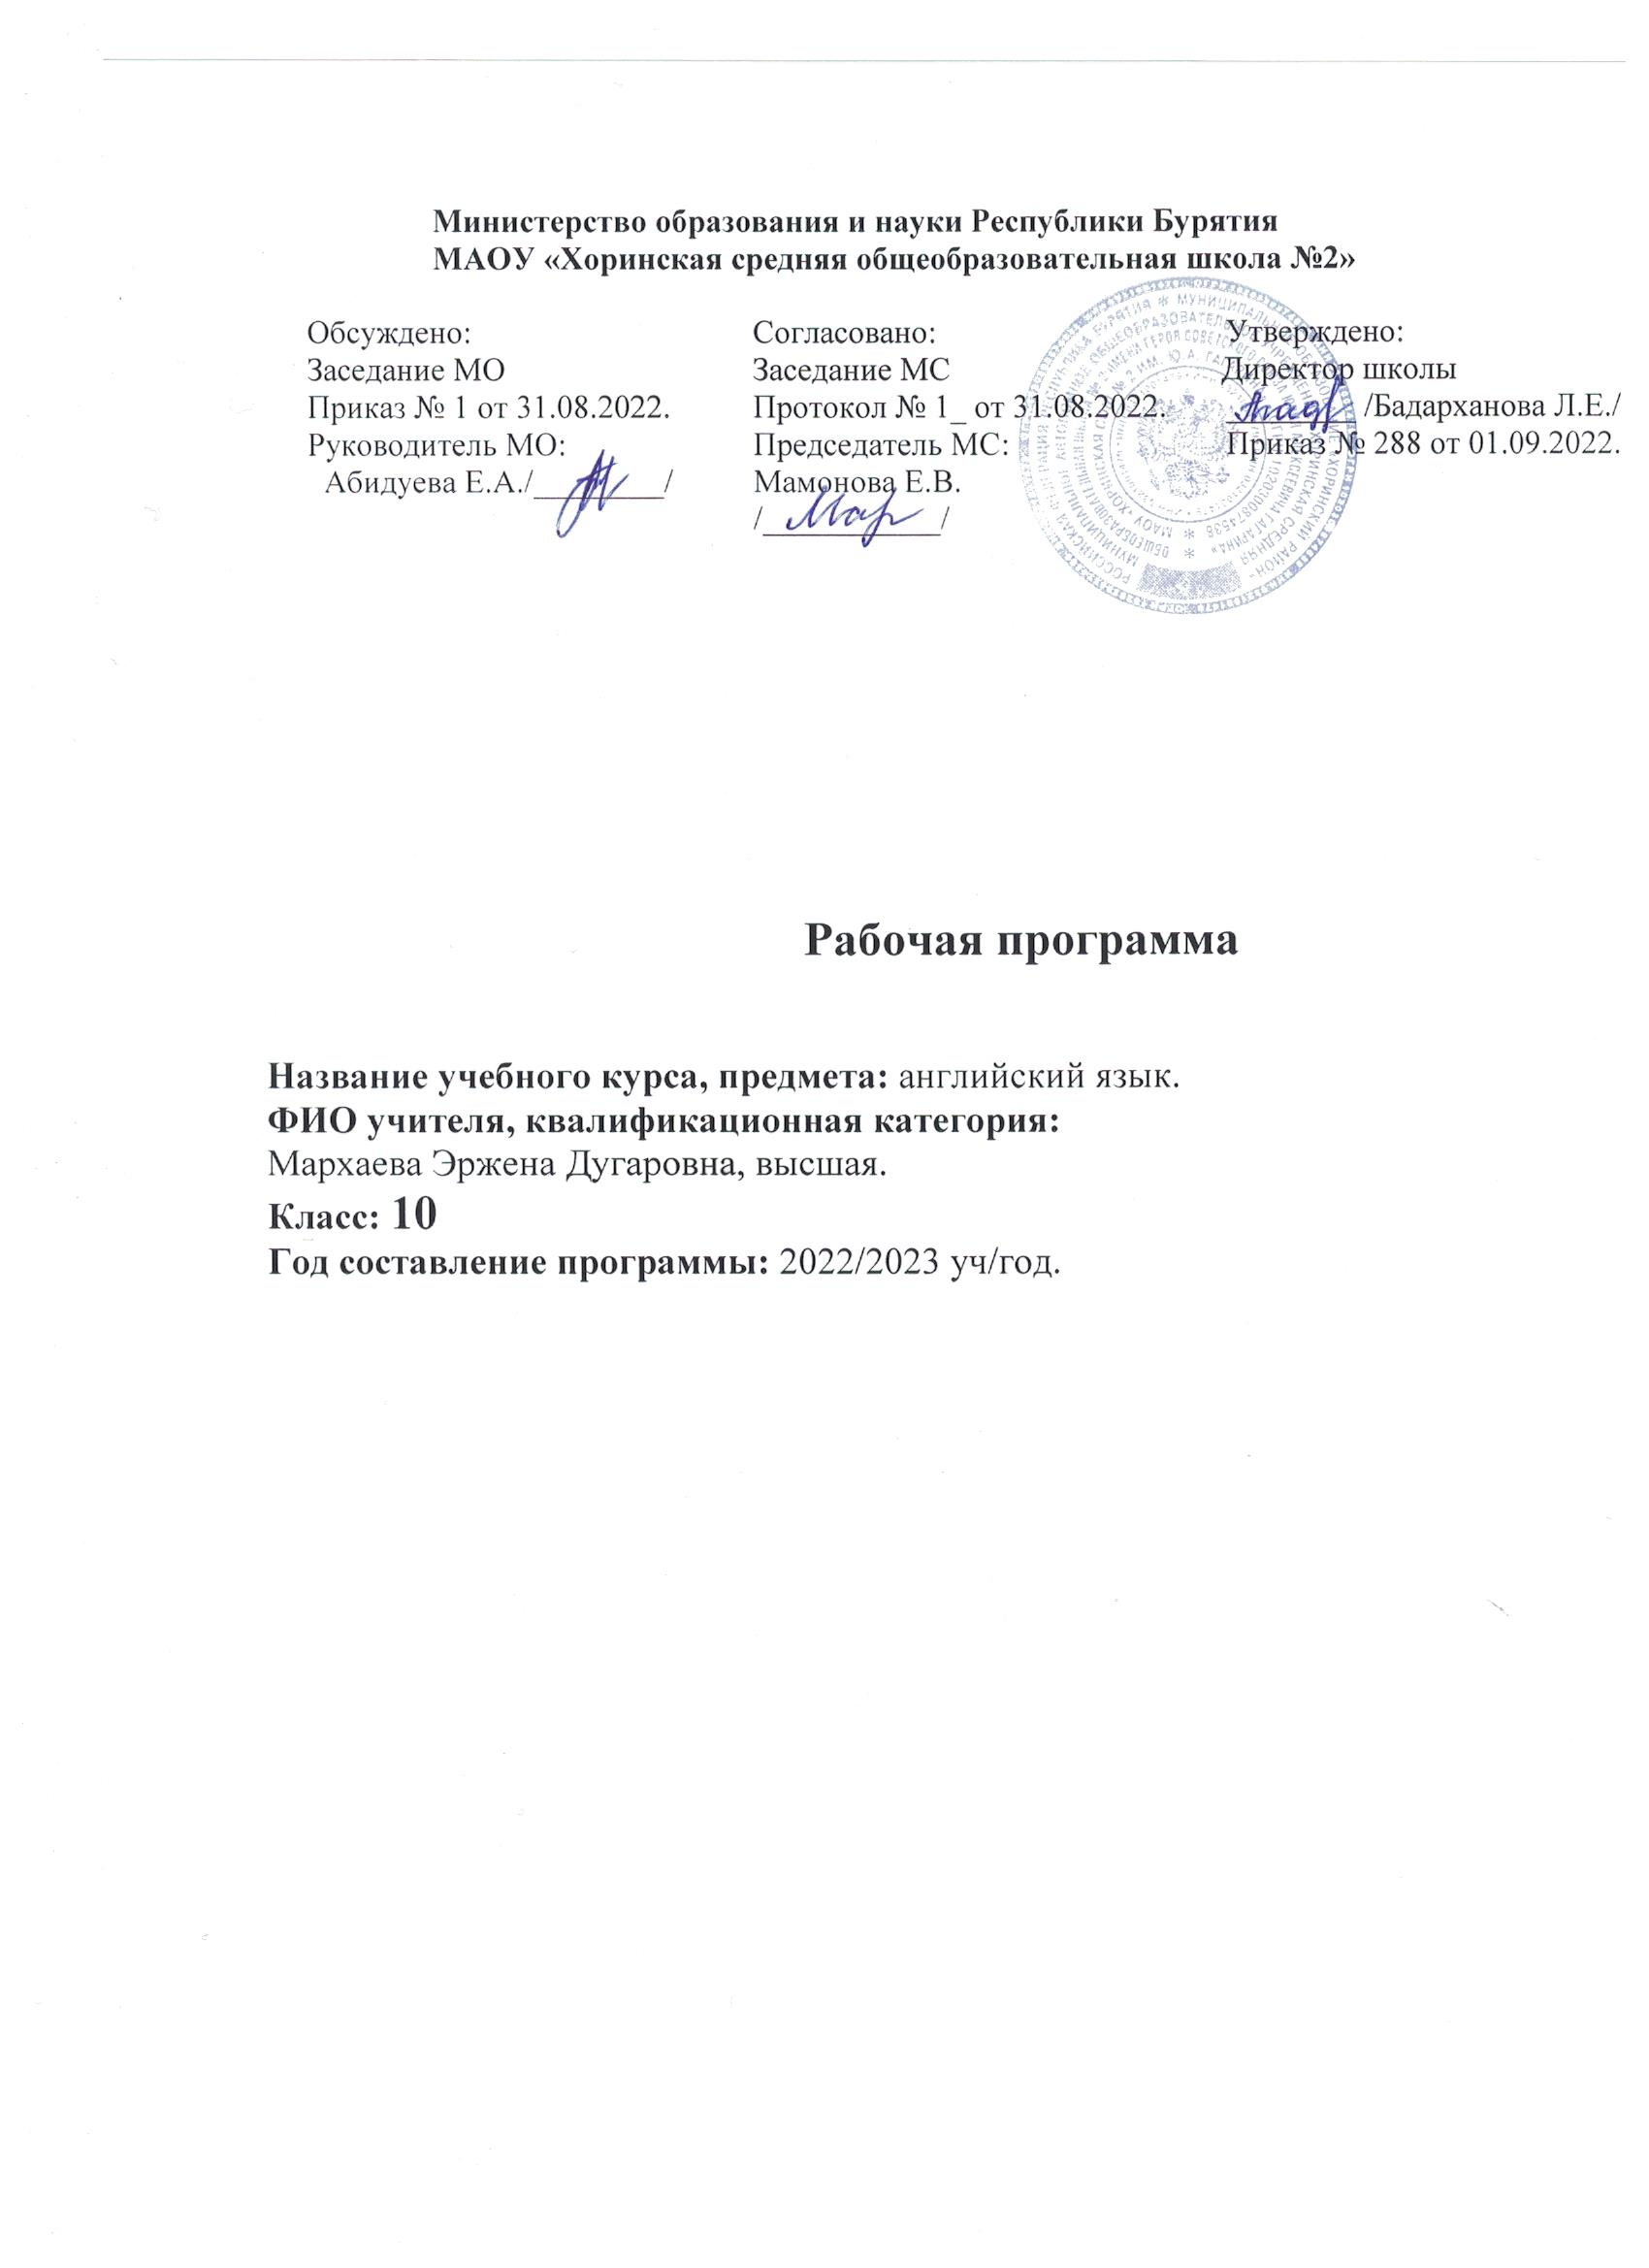 Министерство образования и науки Республики Бурятия
МАОУ «Хоринская средняя общеобразовательная школа №2»
Обсуждено:
Заседание МО
Приказ № 1 от 31.08.2022.
Руководитель МО:
Абидуева Е.А./________/
Согласовано:
Заседание МС
Протокол № 1_ от 31.08.2022.
Председатель МС:
Мамонова Е.В.
/___________/
Утверждено:
Директор школы
________ /Бадарханова Л.Е./
Приказ № 288 от 01.09.2022.
Рабочая программа
Название учебного курса, предмета: английский язык.
ФИО учителя, квалификационная категория:
Мархаева Эржена Дугаровна, высшая.
Класс: 10
Год составление программы: 2022/2023 уч/год.